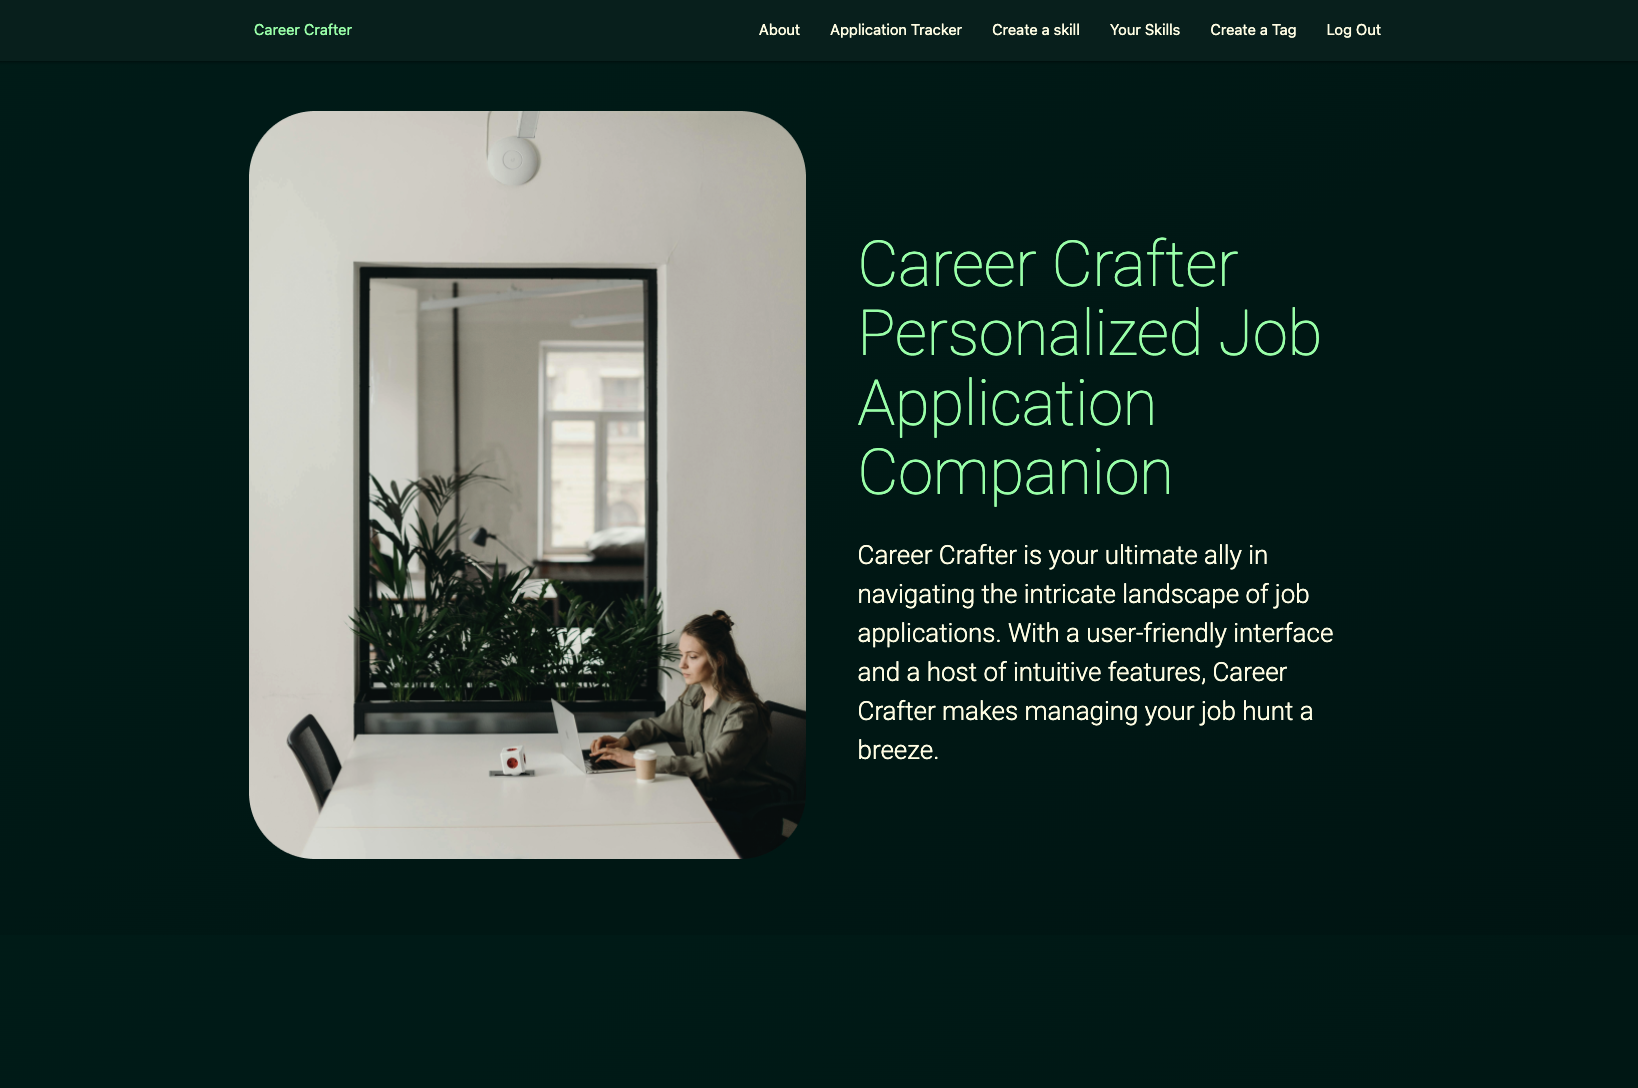 Career Crafter
About
Application Tracker
Create a skill
Your Skills
Create a Tag
Log Out
Career Crafter
Personalized Job
Application
Companion
Career Crafter is your ultimate ally in
navigating the intricate landscape of job
applications. With a user-friendly interface
and a host of intuitive features, Career
Crafter makes managing your job hunt a
breeze.